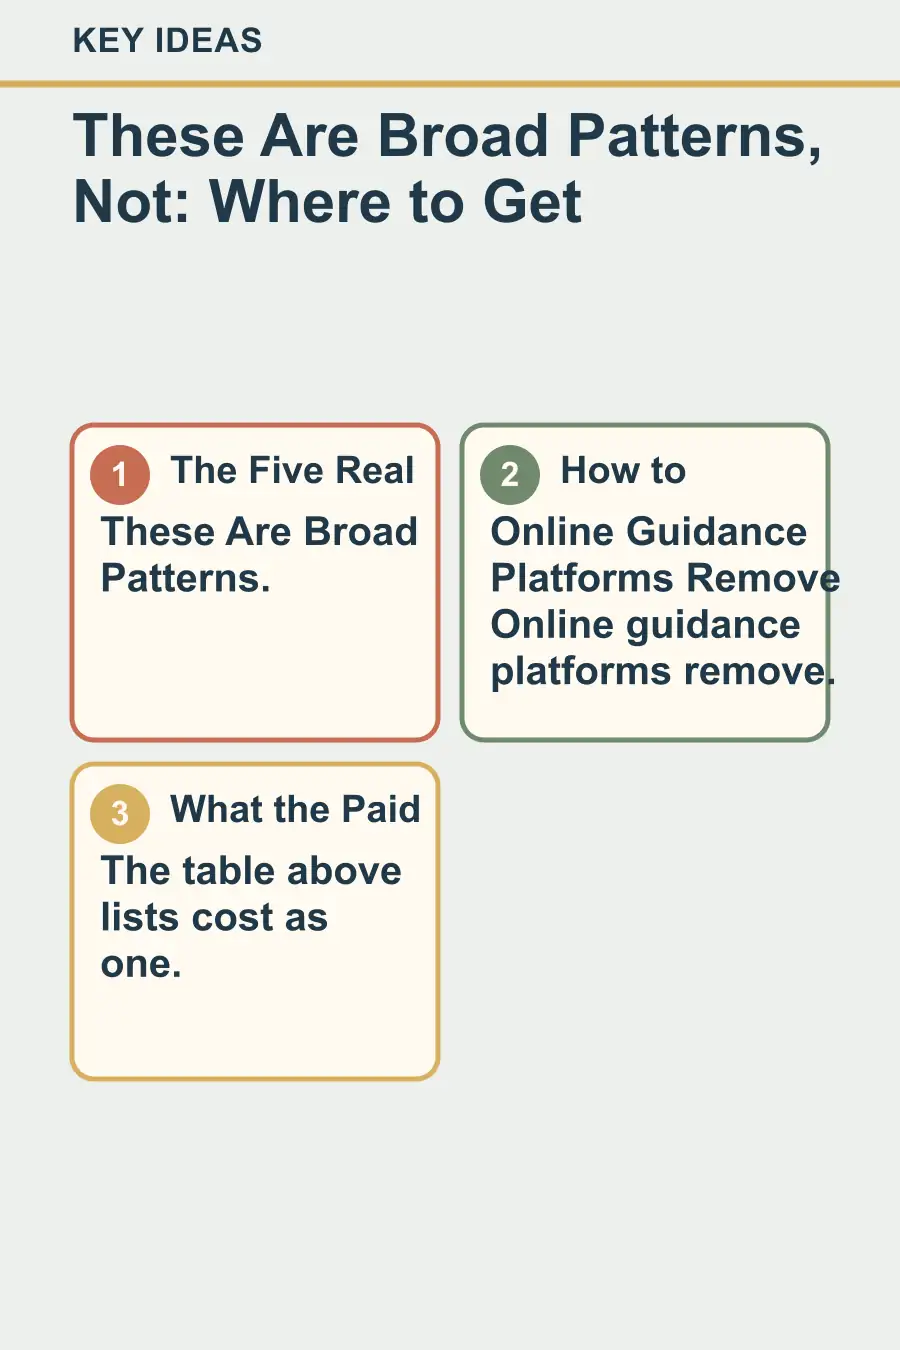 KEY IDEAS
These Are Broad Patterns,
Not: Where to Get
1 The Five Real
These Are Broad
Patterns.
2 How to
Online Guidance
Platforms Remove
Online guidance
platforms remove.
3 What the Paid
The table above
lists cost as
one.